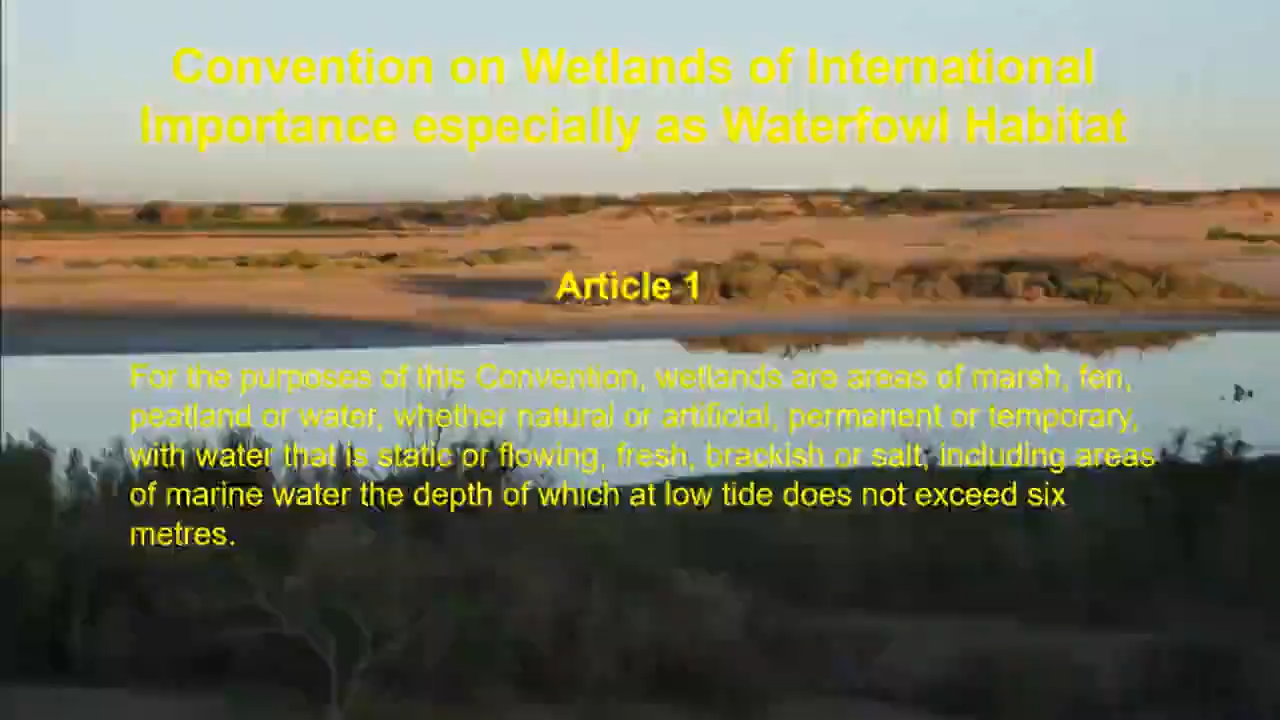 Convention on Wetlands of International
Importance especially as Waterfowl Habitat
Article 1
For the purposes of this Convention, wetlands are areas of marsh, fen,
peatland or water, whether natural or artificial, permanent or temporary,
with water that is static or flowing, fresh, brackish or salt, including areas
of marine water the depth of which at low tide does not exceed six
metres.